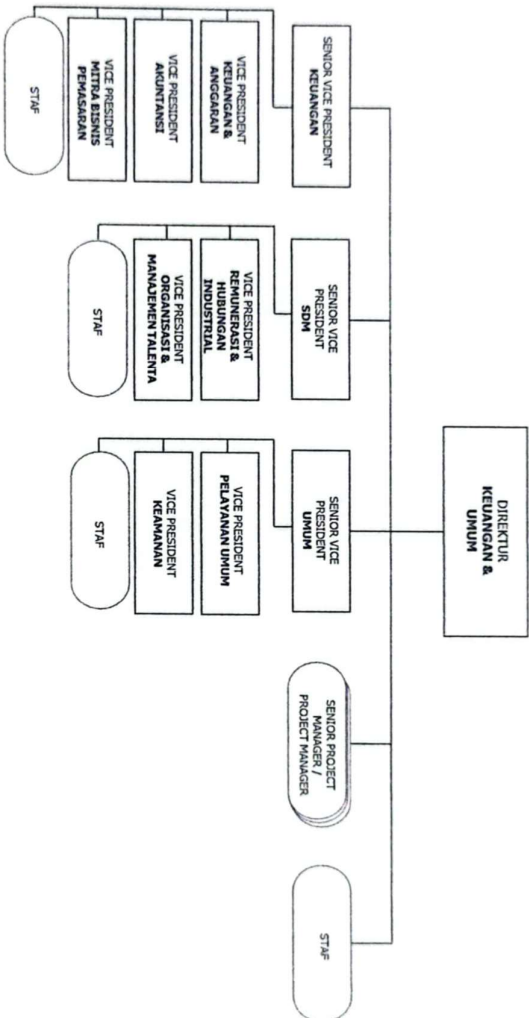 DIREKTUR
KEUANGAN &
UMUM
SENIOR VICE PRESIDENT
KEUANGAN
VICE PRESIDENT
KEUANGAN &
ANGGARAN
VICE PRESIDENT
AKUNTANSI
VICE PRESIDENT
MITRA BISNIS
PEMASARAN
STAF
SENIOR VICE
PRESIDENT
SDM
VICE PRESIDENT
REMUNERASI &
HUBUNGAN
INDUSTRIAL
VICE PRESIDENT
ORGANISASI &
MANAJEMEN TALENTA
STAF
SENIOR VICE
PRESIDENT
UMUM
VICE PRESIDENT
PELAYANAN UMUM
VICE PRESIDENT
KEAMANAN
STAF
SENIOR PROJECT
MANAGER /
PROJECT MANAGER
STAF